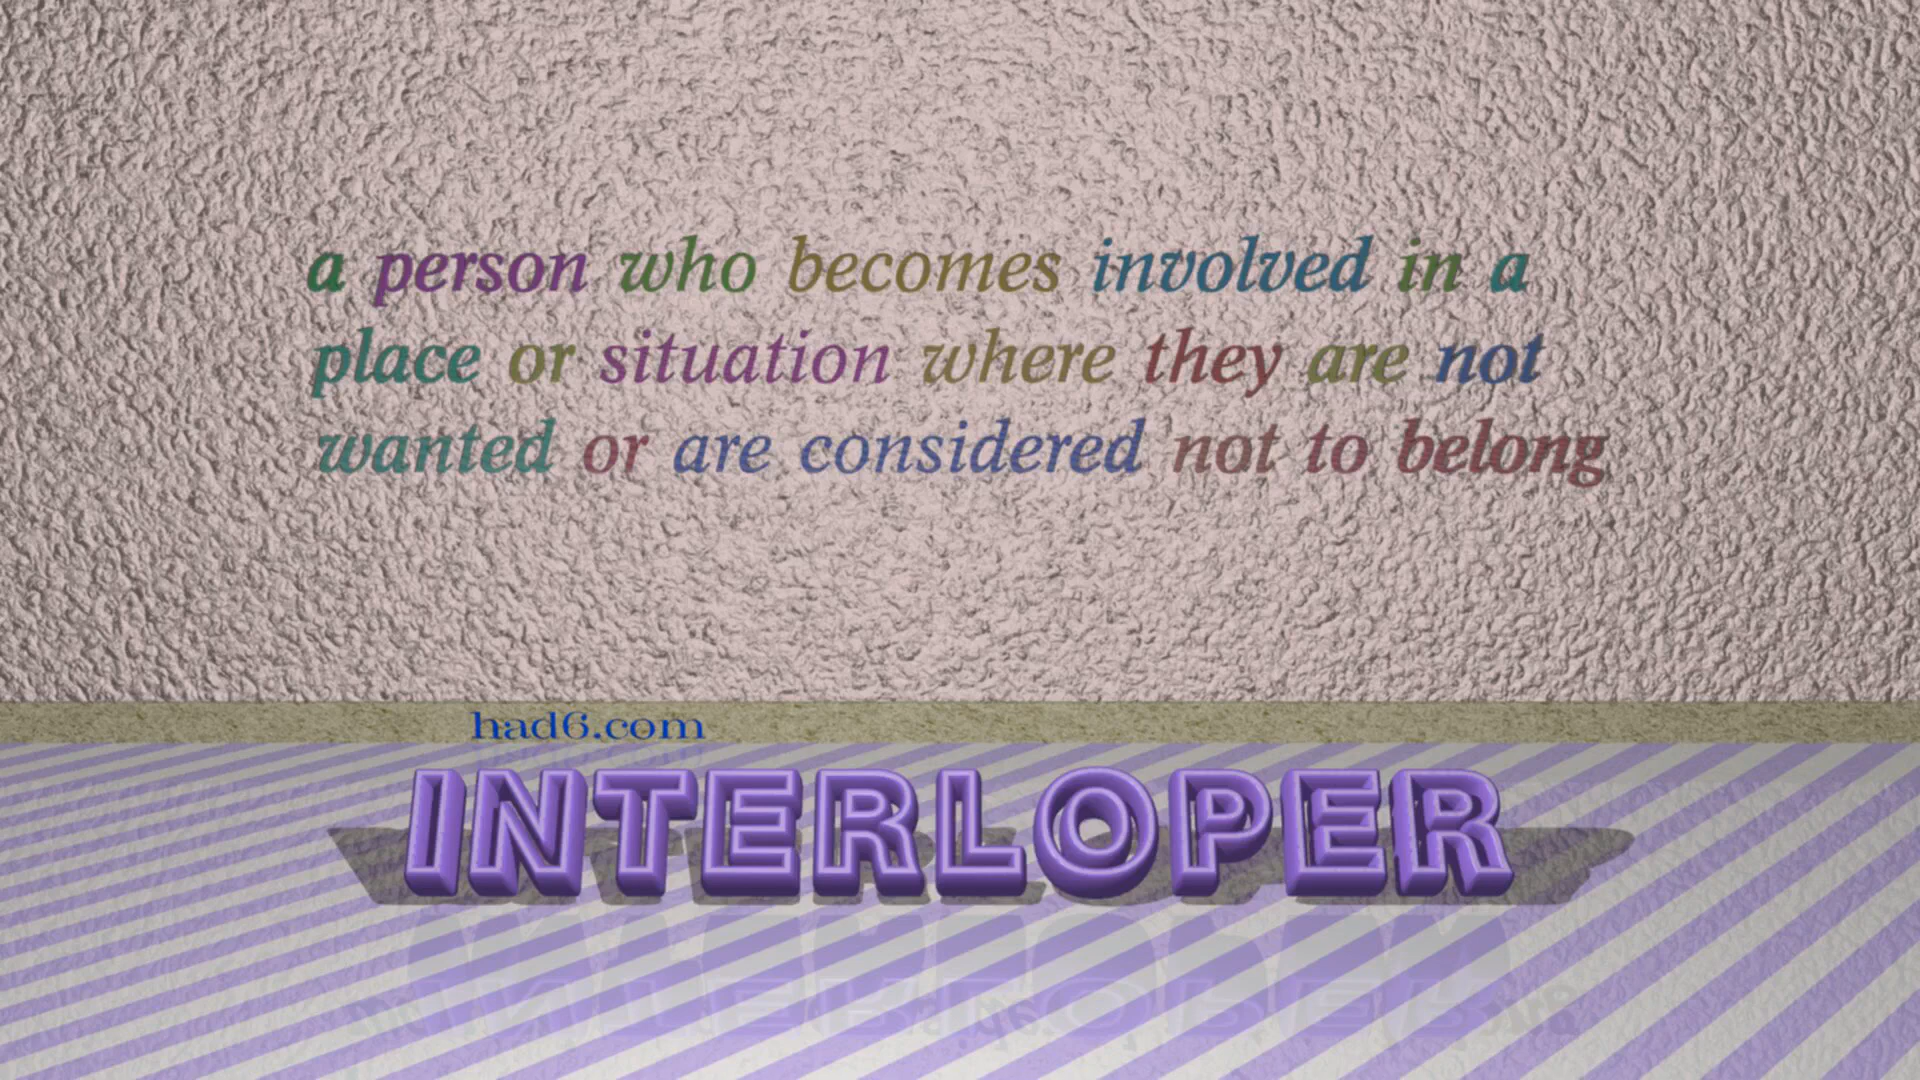 a person who becomes involved in a
place or situation where they are not
wanted or are considered not to belong
had6.com
INTERLOPER